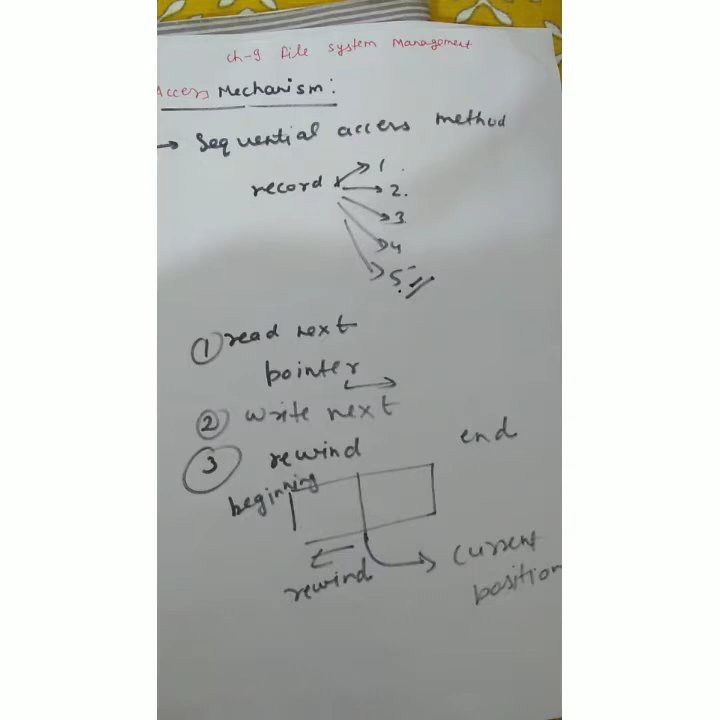 ch-9 File system Management
Access Mechanism:
→ Sequential access method
record
1.
2.
3
4
5.
① read next
pointer
② write next
③ rewind
end
beginning
rewind
current
position